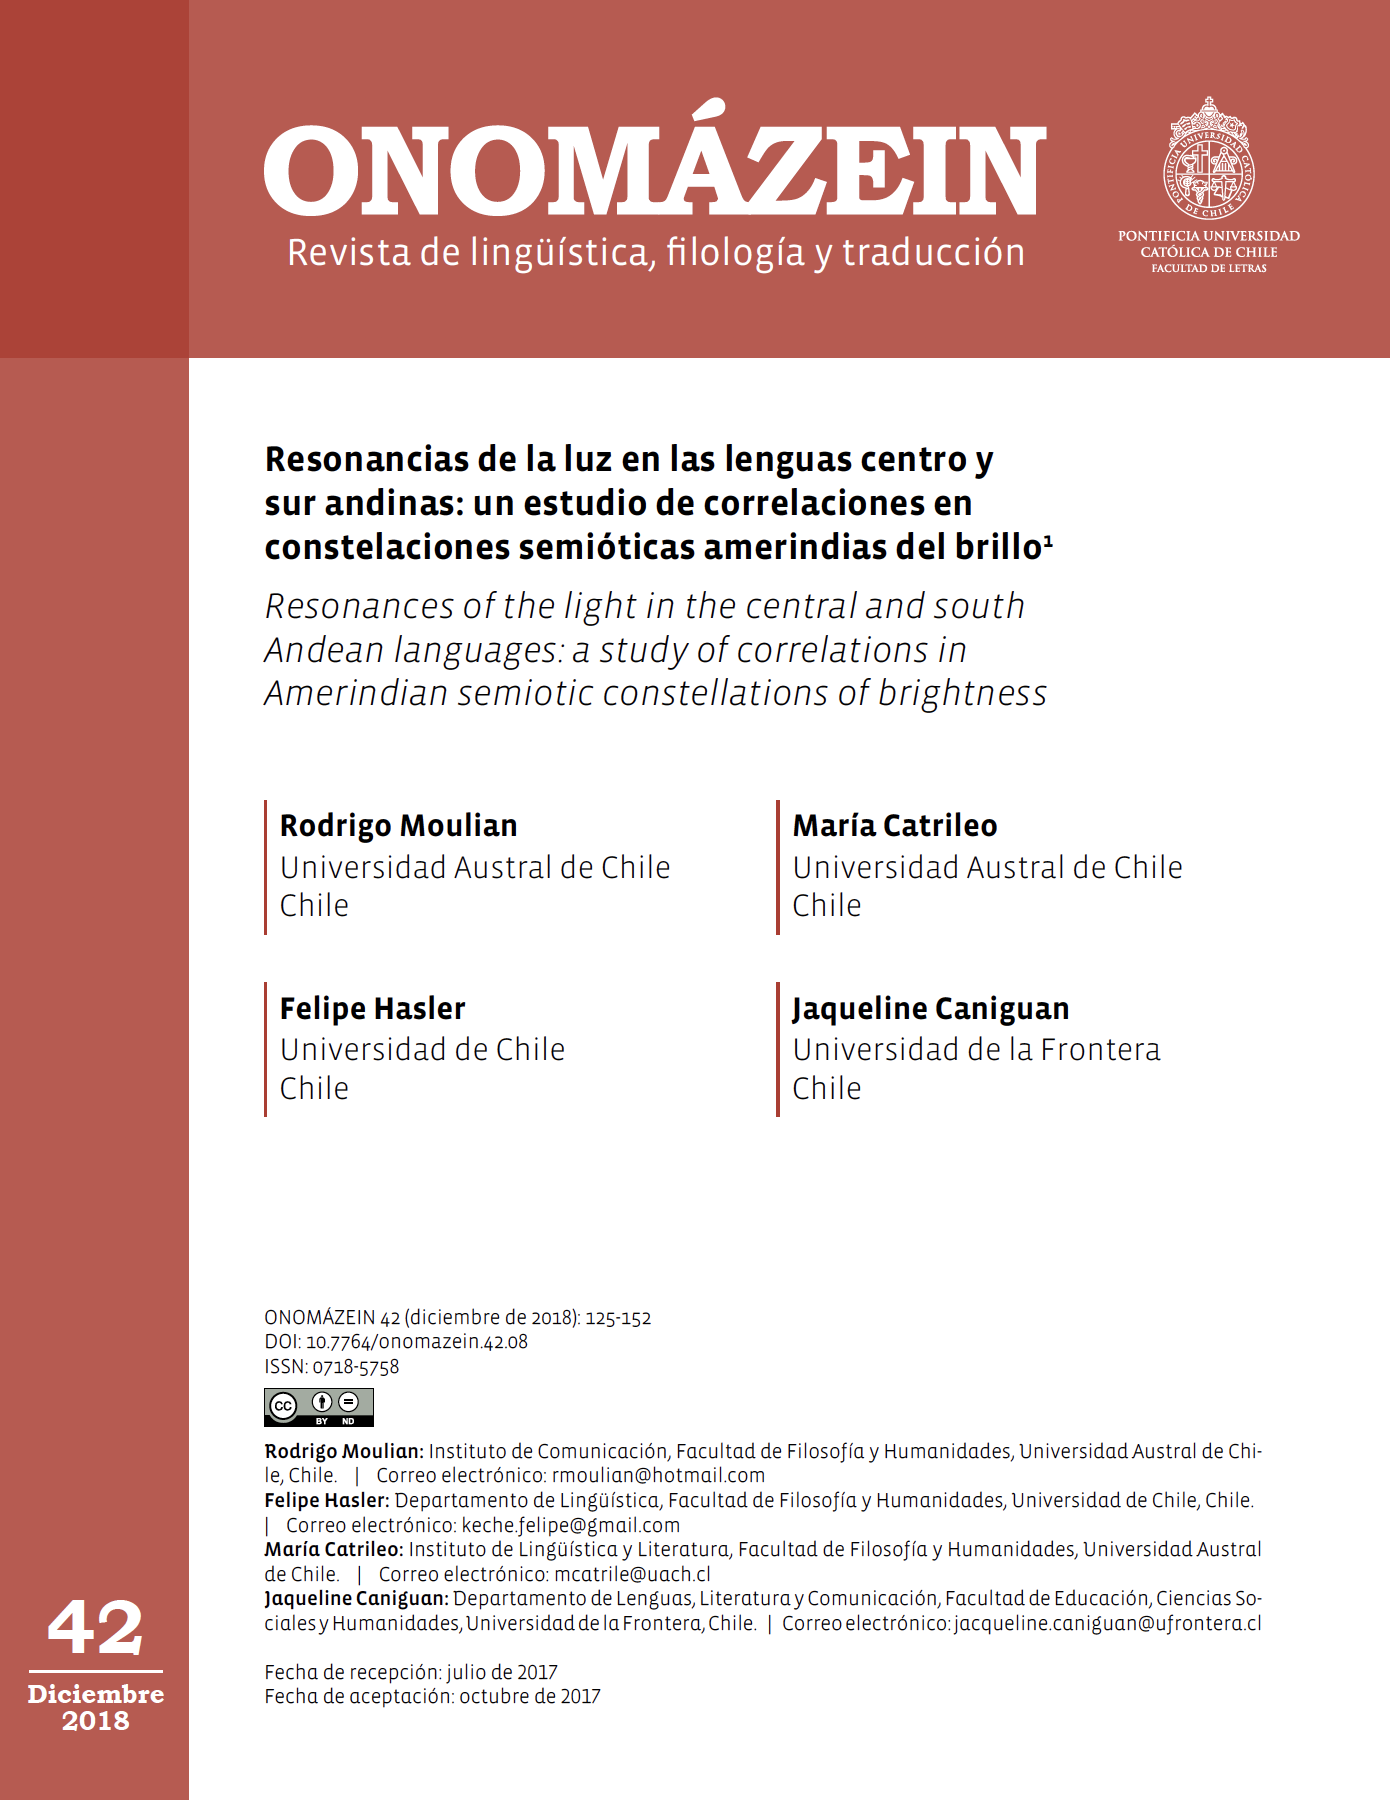 ONOMÁZEIN
Revista de lingüística, filología y traducción
PONTIFICIA UNIVERSIDAD CATÓLICA DE CHILE
PONTIFICIA UNIVERSIDAD
CATÓLICA DE CHILE
FACULTAD DE LETRAS
Resonancias de la luz en las lenguas centro y
sur andinas: un estudio de correlaciones en
constelaciones semióticas amerindias del brillo¹
Resonances of the light in the central and south
Andean languages: a study of correlations in
Amerindian semiotic constellations of brightness
Rodrigo Moulian
Universidad Austral de Chile
Chile
María Catrileo
Universidad Austral de Chile
Chile
Felipe Hasler
Universidad de Chile
Chile
Jaqueline Caniguan
Universidad de la Frontera
Chile
ONOMÁZEIN 42 (diciembre de 2018): 125-152
DOI: 10.7764/onomazein.42.08
ISSN: 0718-5758
cc BY ND
Rodrigo Moulian: Instituto de Comunicación, Facultad de Filosofía y Humanidades, Universidad Austral de Chi-
le, Chile. | Correo electrónico: rmoulian@hotmail.com
Felipe Hasler: Departamento de Lingüística, Facultad de Filosofía y Humanidades, Universidad de Chile, Chile.
| Correo electrónico: keche.felipe@gmail.com
María Catrileo: Instituto de Lingüística y Literatura, Facultad de Filosofía y Humanidades, Universidad Austral
de Chile. | Correo electrónico: mcatrile@uach.cl
Jaqueline Caniguan: Departamento de Lenguas, Literatura y Comunicación, Facultad de Educación, Ciencias So-
ciales y Humanidades, Universidad de la Frontera, Chile. | Correo electrónico: jacqueline.caniguan@ufrontera.cl
Fecha de recepción: julio de 2017
Fecha de aceptación: octubre de 2017
42
Diciembre
2018